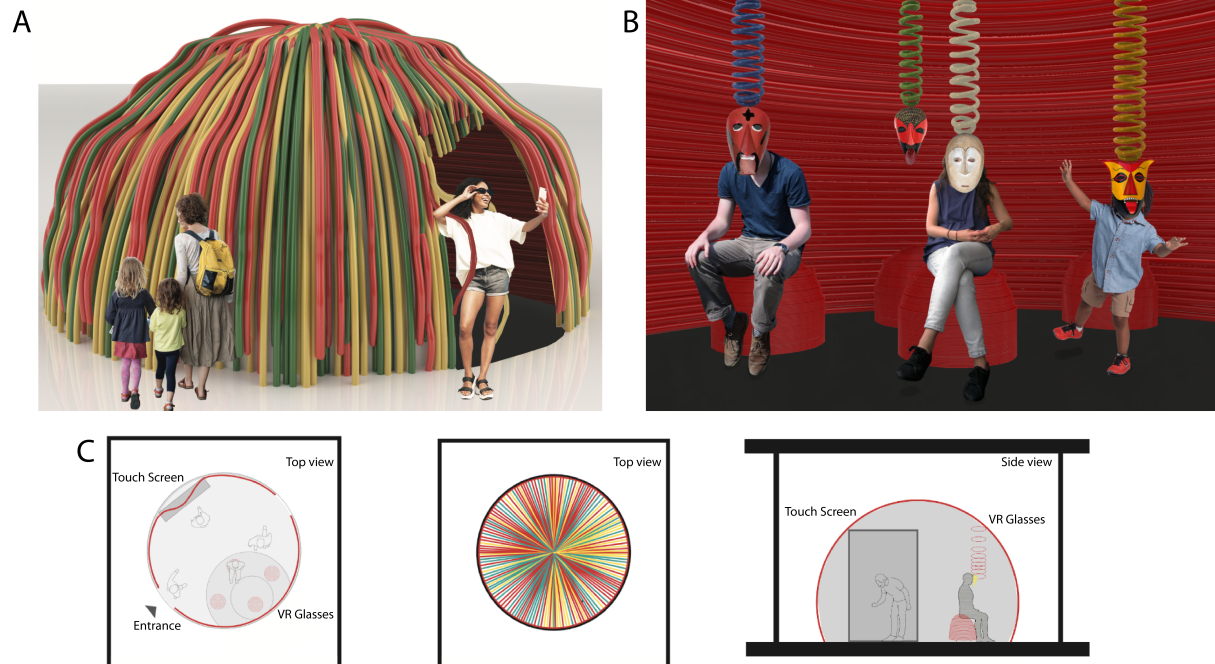 A
B
C
Top view
Touch Screen
VR Glasses
Entrance
Top view
Side view
Touch Screen
VR Glasses